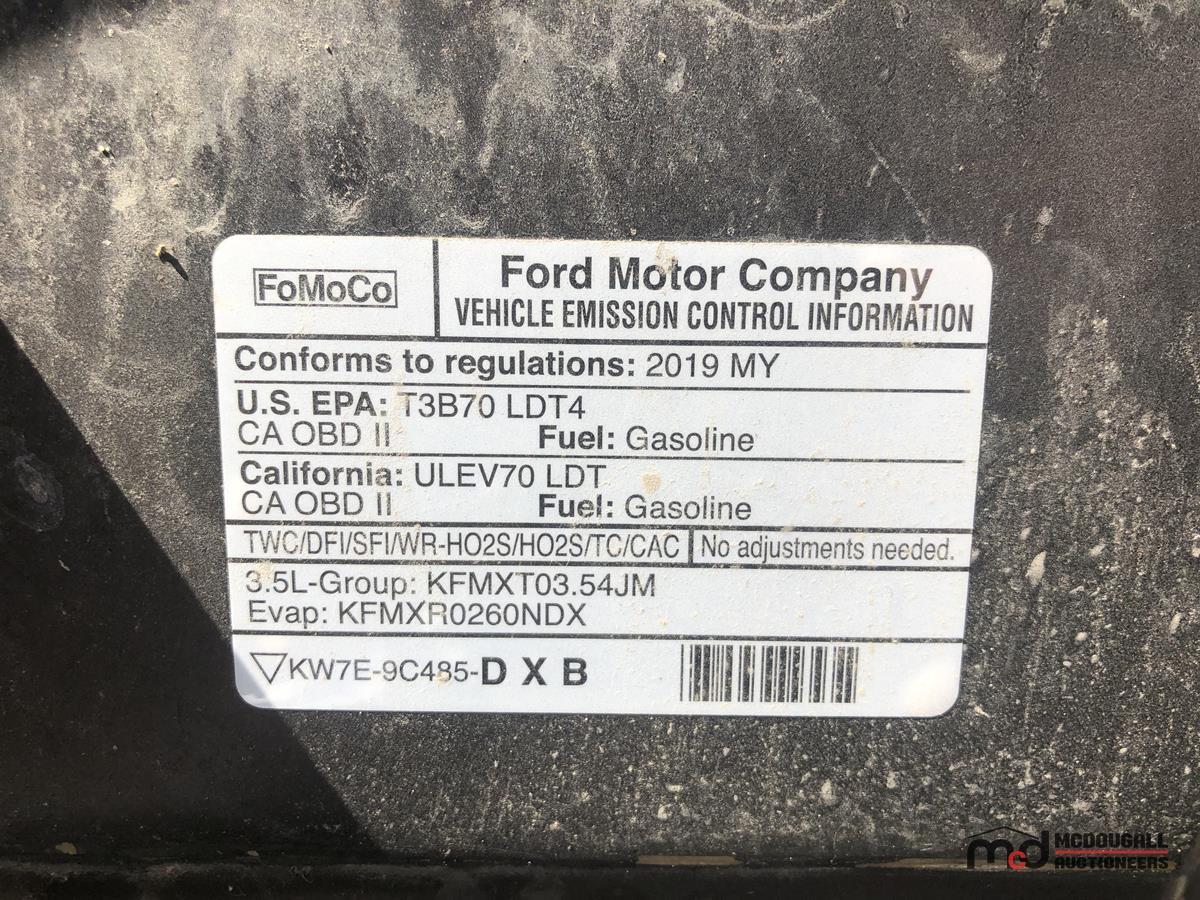 FoMoCo
Ford Motor Company
VEHICLE EMISSION CONTROL INFORMATION
Conforms to regulations: 2019 MY
U.S. EPA: T3B70 LDT4
CA OBD II Fuel: Gasoline
California: ULEV70 LDT
CA OBD II Fuel: Gasoline
TWC/DFI/SFI/WR-HO2S/HO2S/TC/CAC No adjustments needed.
3.5L-Group: KFMXT03.54JM
Evap: KFMXR0260NDX
KW7E-9C485-D X B
mcd MCDOUGALL
AUCTIONEERS